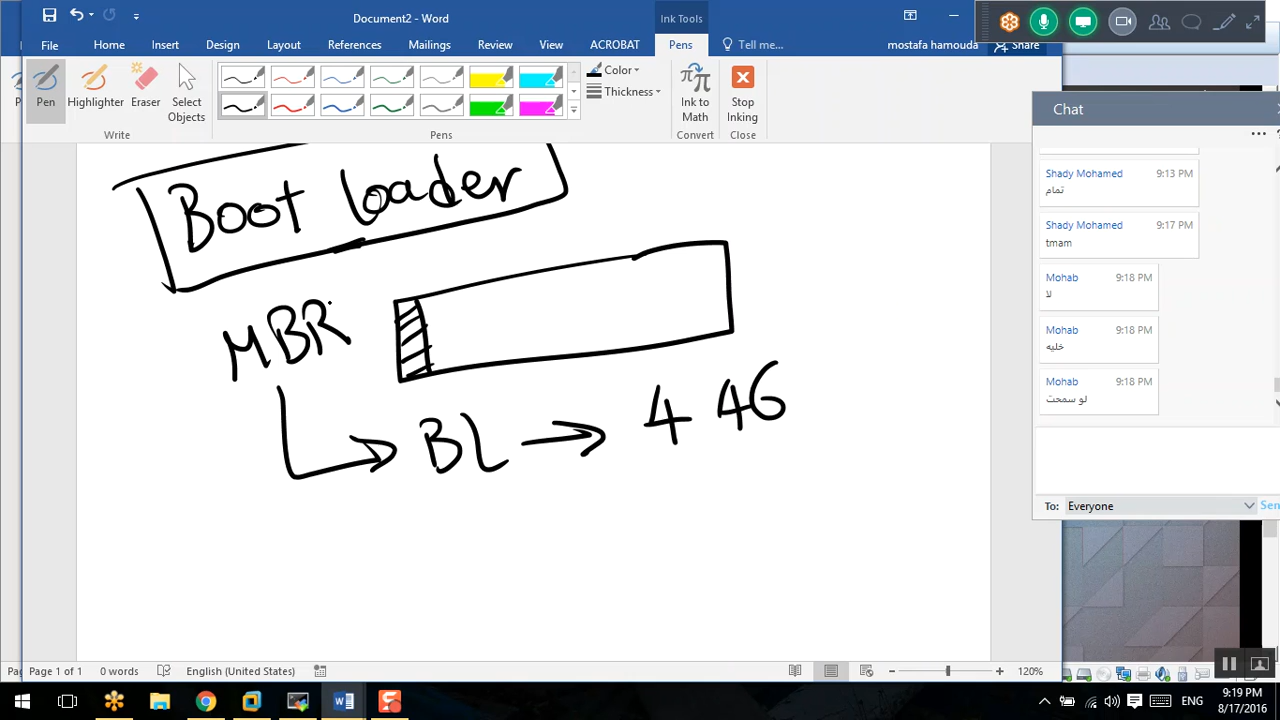 Document2 - Word
Ink Tools
File
Home
Insert
Design
Layout
References
Mailings
Review
View
ACROBAT
Pens
Tell me...
mostafa hamouda
Share
Pen
Highlighter
Eraser
Select Objects
Color
Thickness
Ink to Math
Stop Inking
Write
Pens
Convert
Close
Boot loader
MBR
BL → 4 46
Chat
Shady Mohamed 9:13 PM
تمام
Shady Mohamed 9:17 PM
tmam
Mohab 9:18 PM
لا
Mohab 9:18 PM
خليه
Mohab 9:18 PM
لو سمحت
To: Everyone
Page 1 of 1
0 words
English (United States)
120%
ENG
9:19 PM
8/17/2016